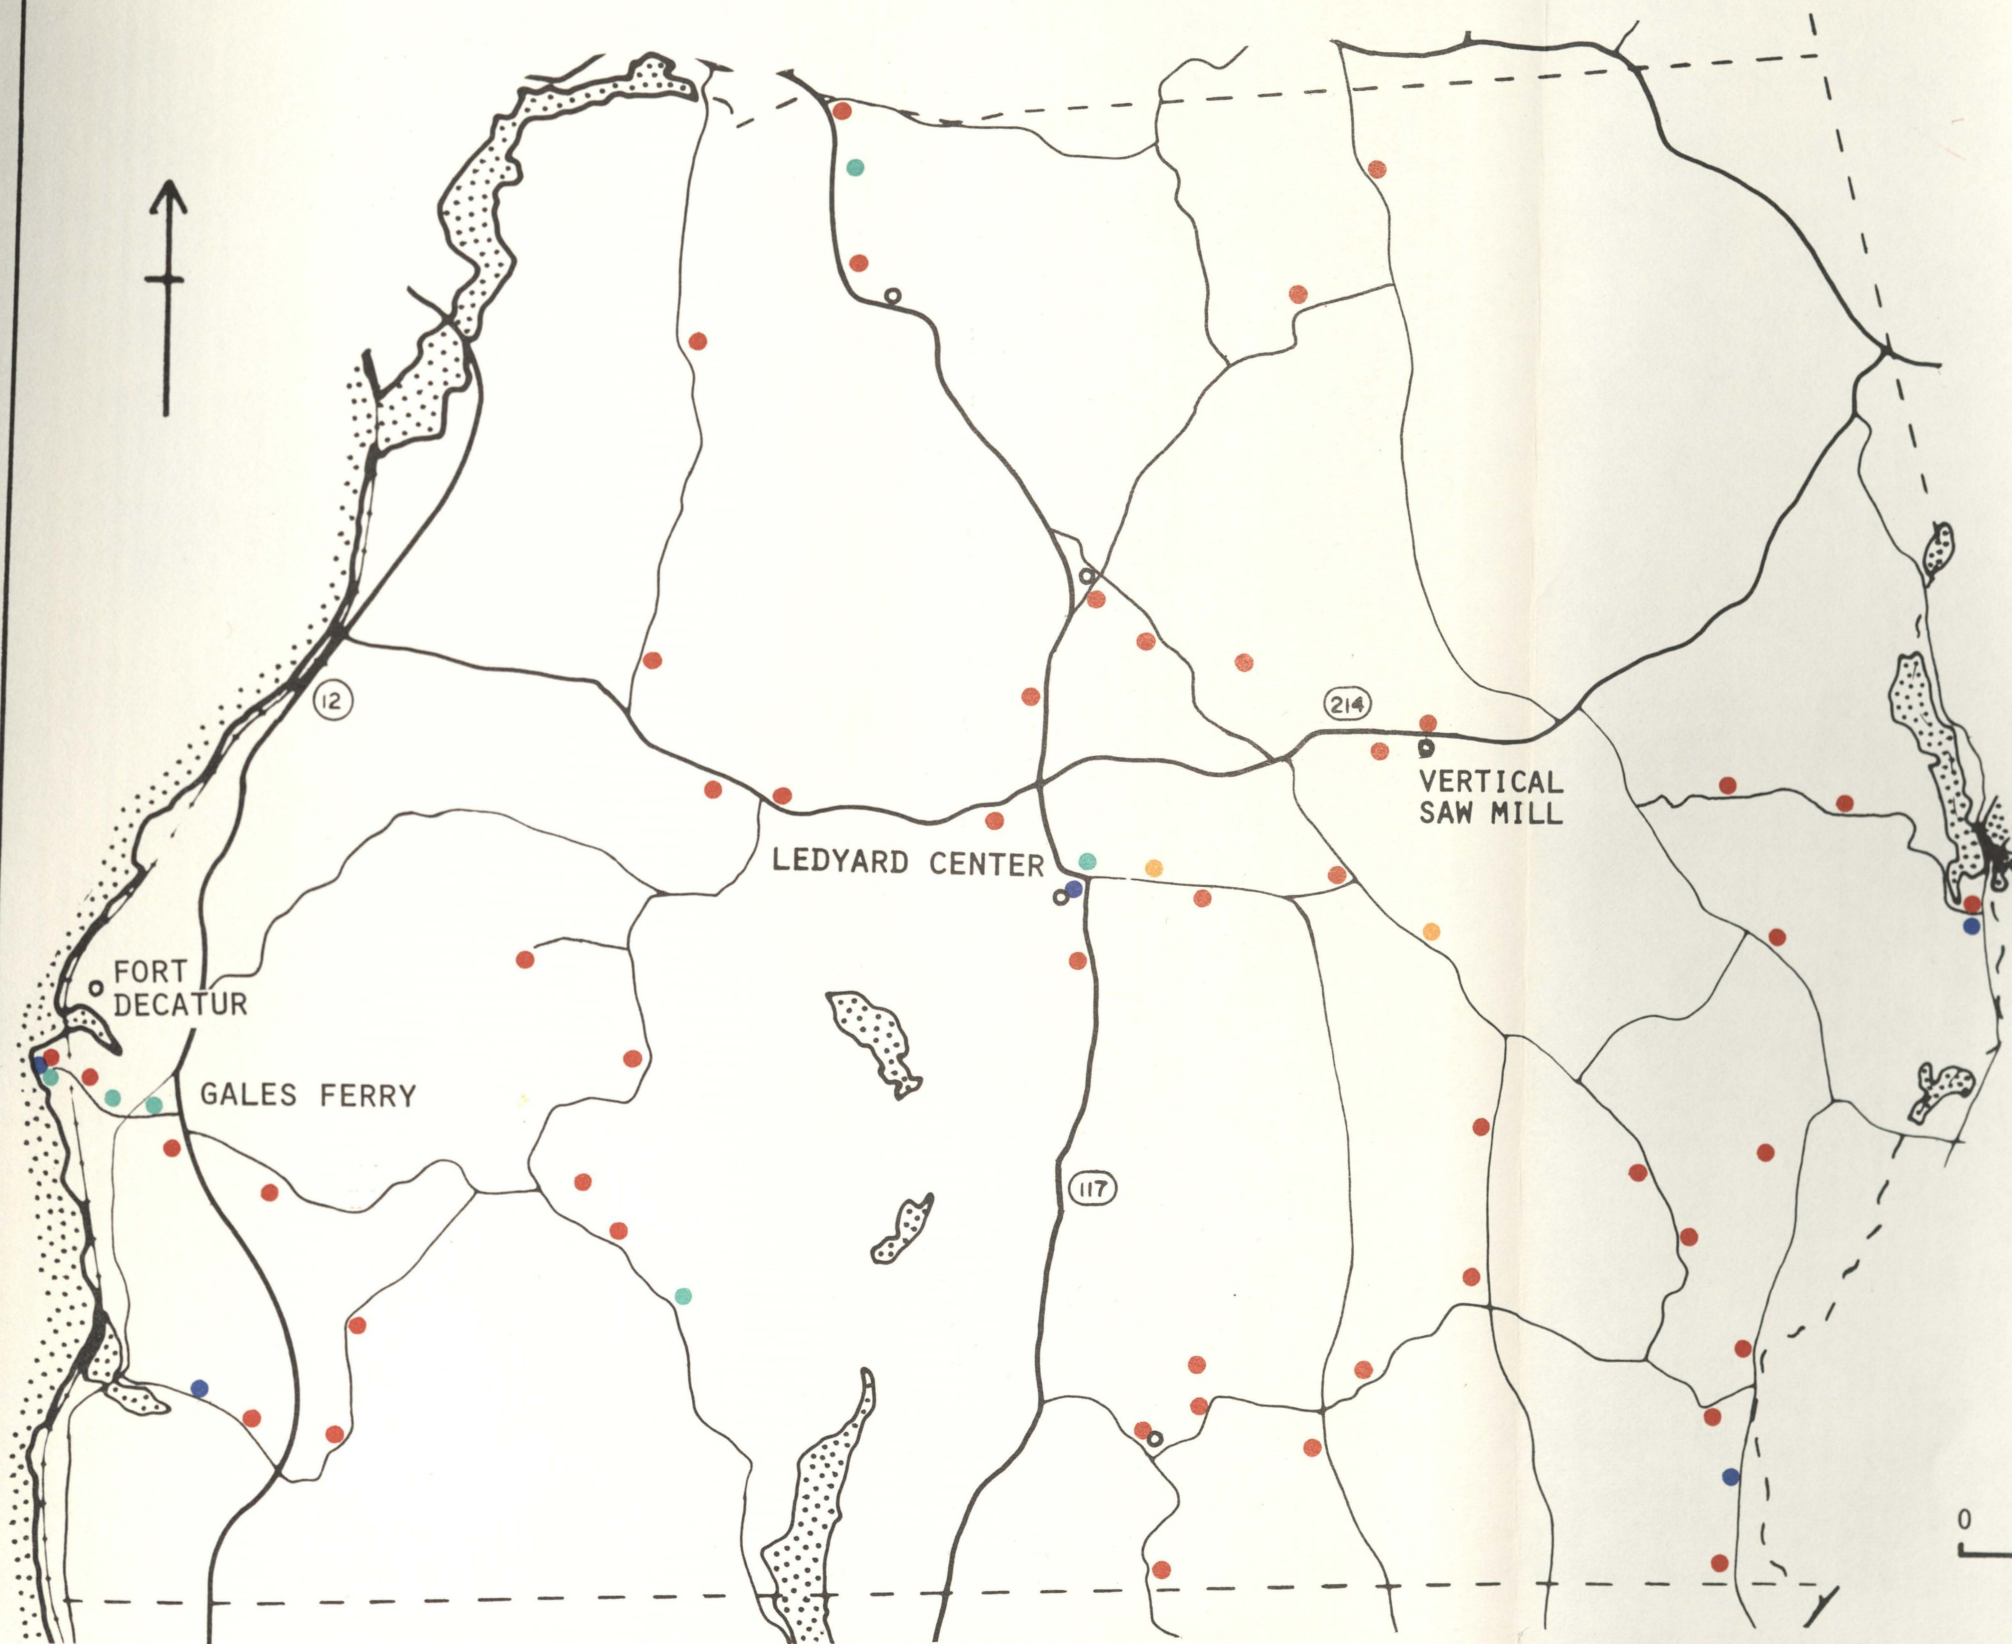 12
214
VERTICAL
SAW MILL
LEDYARD CENTER
FORT
DECATUR
GALES FERRY
117
0